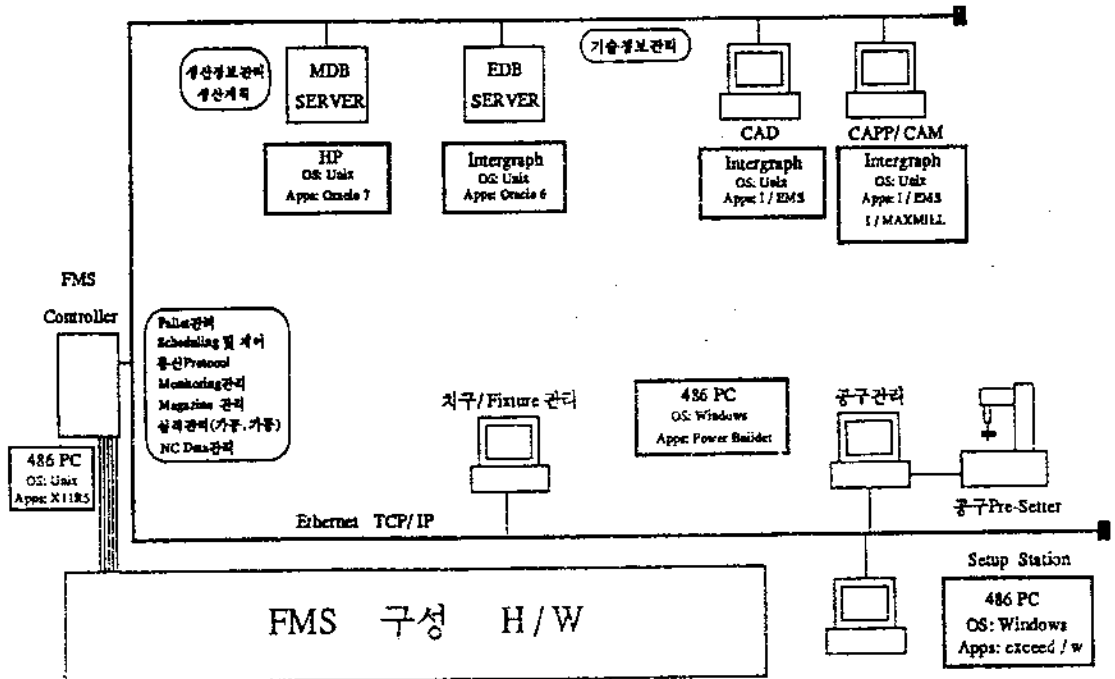 생산정보관리
생산계획
MDB
SERVER
EDB
SERVER
기술정보관리
CAD
CAPP/ CAM
HP
OS: Unix
Apps: Oracle 7
Intergraph
OS: Unix
Apps: Oracle 6
Intergraph
OS: Unix
Apps: I / EMS
Intergraph
OS: Unix
Apps: I / EMS
I / MAXMILL
FMS
Controller
Pallet관리
Scheduling 및 제어
통신Protocol
Monitoring관리
Magazine 관리
실적관리(가공,가동)
NC Data관리
486 PC
OS: Unix
Apps: X11R5
치구/ Fixture 관리
486 PC
OS: Windows
Apps: Power Builder
공구관리
공구Pre-Setter
Ethernet TCP/ IP
FMS 구성 H / W
Setup Station
486 PC
OS: Windows
Apps: exceed / w